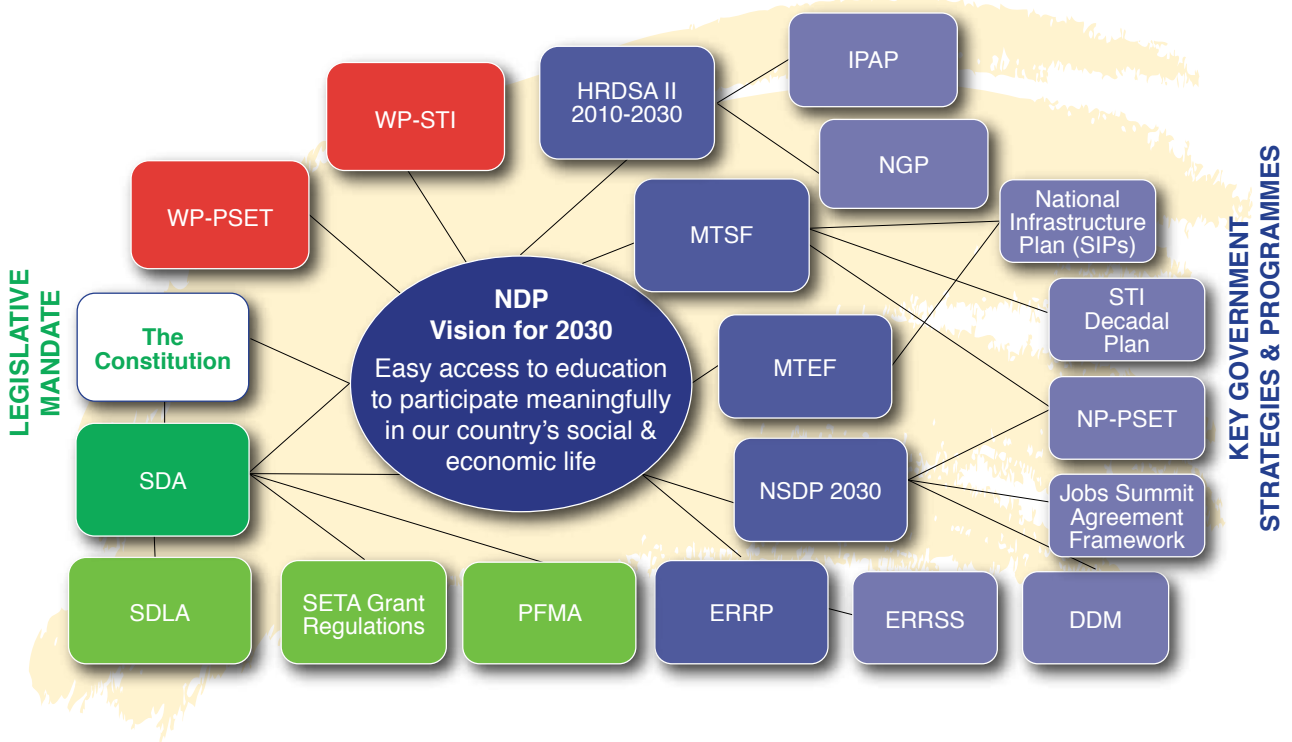 IPAP
HRDSA II
2010-2030
WP-STI
NGP
WP-PSET
MTSF
National
Infrastructure
Plan (SIPs)
LEGISLATIVE
MANDATE
The
Constitution
NDP
Vision for 2030
Easy access to education
to participate meaningfully
in our country's social &
economic life
STI
Decadal
Plan
KEY GOVERNMENT
STRATEGIES & PROGRAMMES
MTEF
NP-PSET
SDA
NSDP 2030
Jobs Summit
Agreement
Framework
SDLA
SETA Grant
Regulations
PFMA
ERRP
ERRSS
DDM